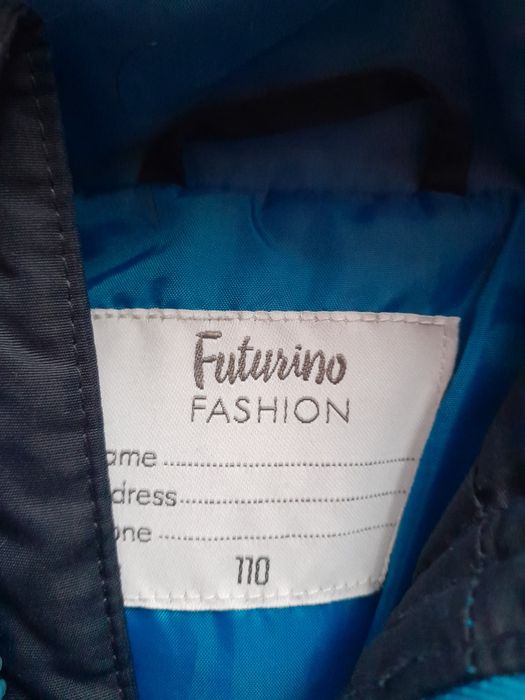 Futurino
FASHION
ame
dress
one
110